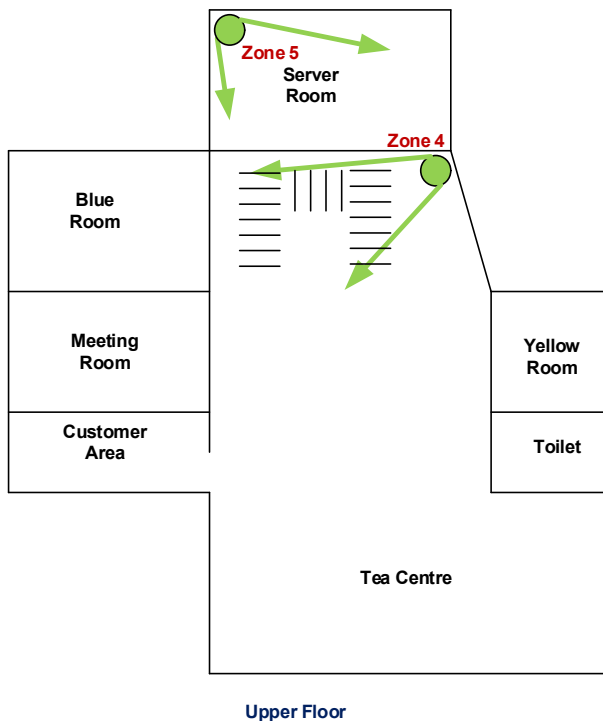 Zone 5
Server
Room
Zone 4
Blue
Room
Meeting
Room
Yellow
Room
Customer
Area
Toilet
Tea Centre
Upper Floor